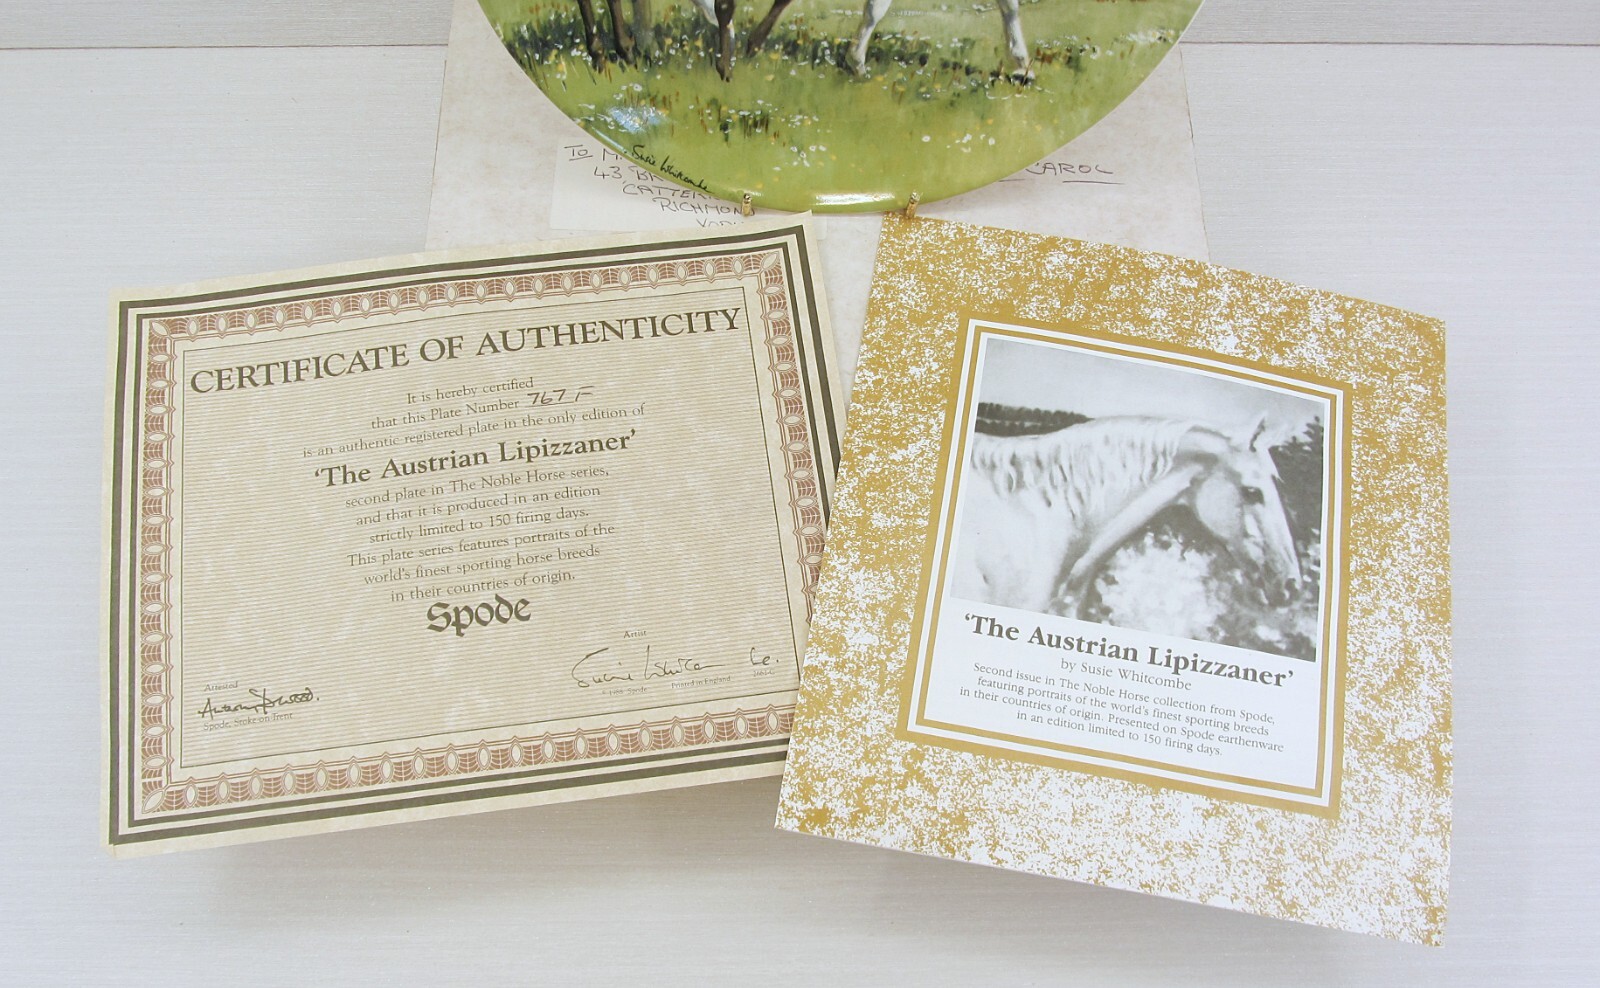 Susie Whitcombe
TO
CAROL
43
CATTER
RICHMOND
CERTIFICATE OF AUTHENTICITY
It is hereby certified
that this Plate Number 767 F
is an authentic registered plate in the only edition of
‘The Austrian Lipizzaner’
second plate in The Noble Horse series,
and that it is produced in an edition
strictly limited to 150 firing days.
This plate series features portraits of the
world's finest sporting horse breeds
in their countries of origin.
Spode
Artist
Attested
© 1988 Spode Printed in England
Spode, Stoke-on-Trent
‘The Austrian Lipizzaner’
by Susie Whitcombe
Second issue in The Noble Horse collection from Spode,
featuring portraits of the world's finest sporting breeds
in their countries of origin. Presented on Spode earthenware
in an edition limited to 150 firing days.